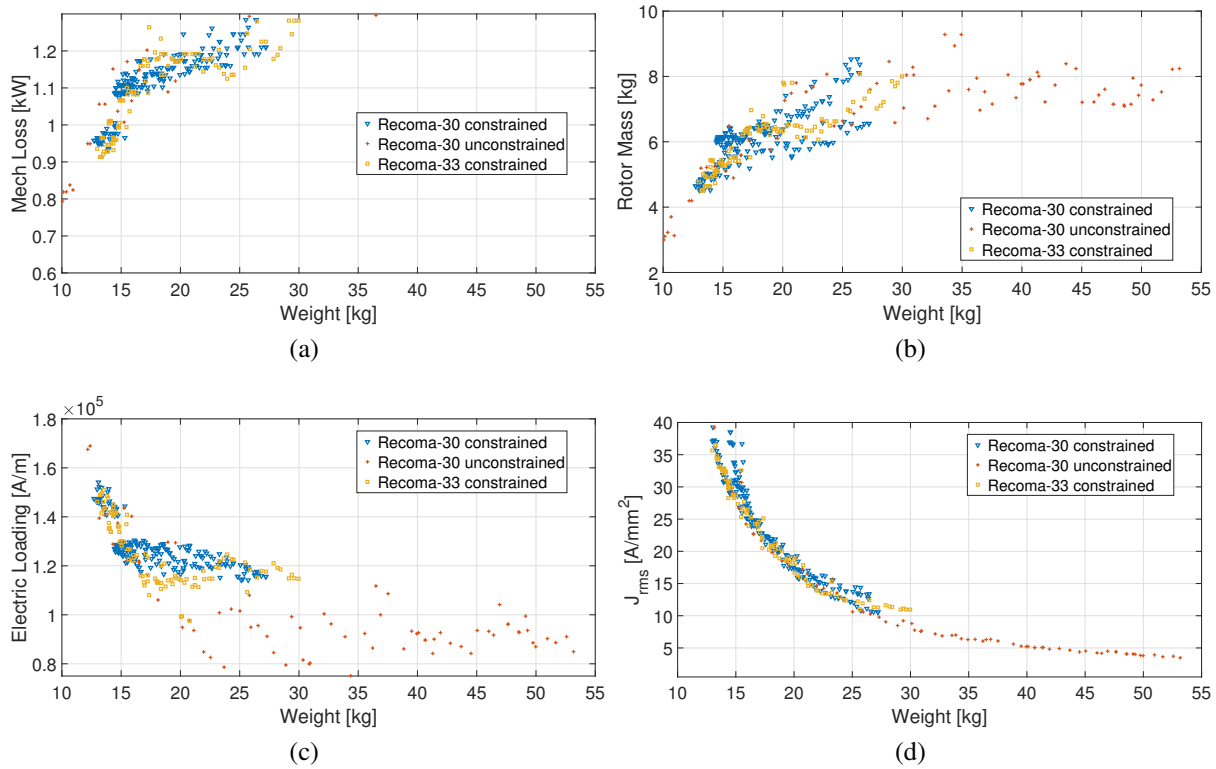 1.2
1.1
1
0.9
0.8
0.7
0.6
Mech Loss [kW]
Recoma-30 constrained
Recoma-30 unconstrained
Recoma-33 constrained
10 15 20 25 30 35 40 45 50 55
Weight [kg]
(a)
10
8
6
4
2
Rotor Mass [kg]
Recoma-30 constrained
Recoma-30 unconstrained
Recoma-33 constrained
10 15 20 25 30 35 40 45 50 55
Weight [kg]
(b)
×10⁵
1.8
1.6
1.4
1.2
1
0.8
Electric Loading [A/m]
Recoma-30 constrained
Recoma-30 unconstrained
Recoma-33 constrained
10 15 20 25 30 35 40 45 50 55
Weight [kg]
(c)
40
35
30
25
20
15
10
5
J_rms [A/mm²]
Recoma-30 constrained
Recoma-30 unconstrained
Recoma-33 constrained
10 15 20 25 30 35 40 45 50 55
Weight [kg]
(d)